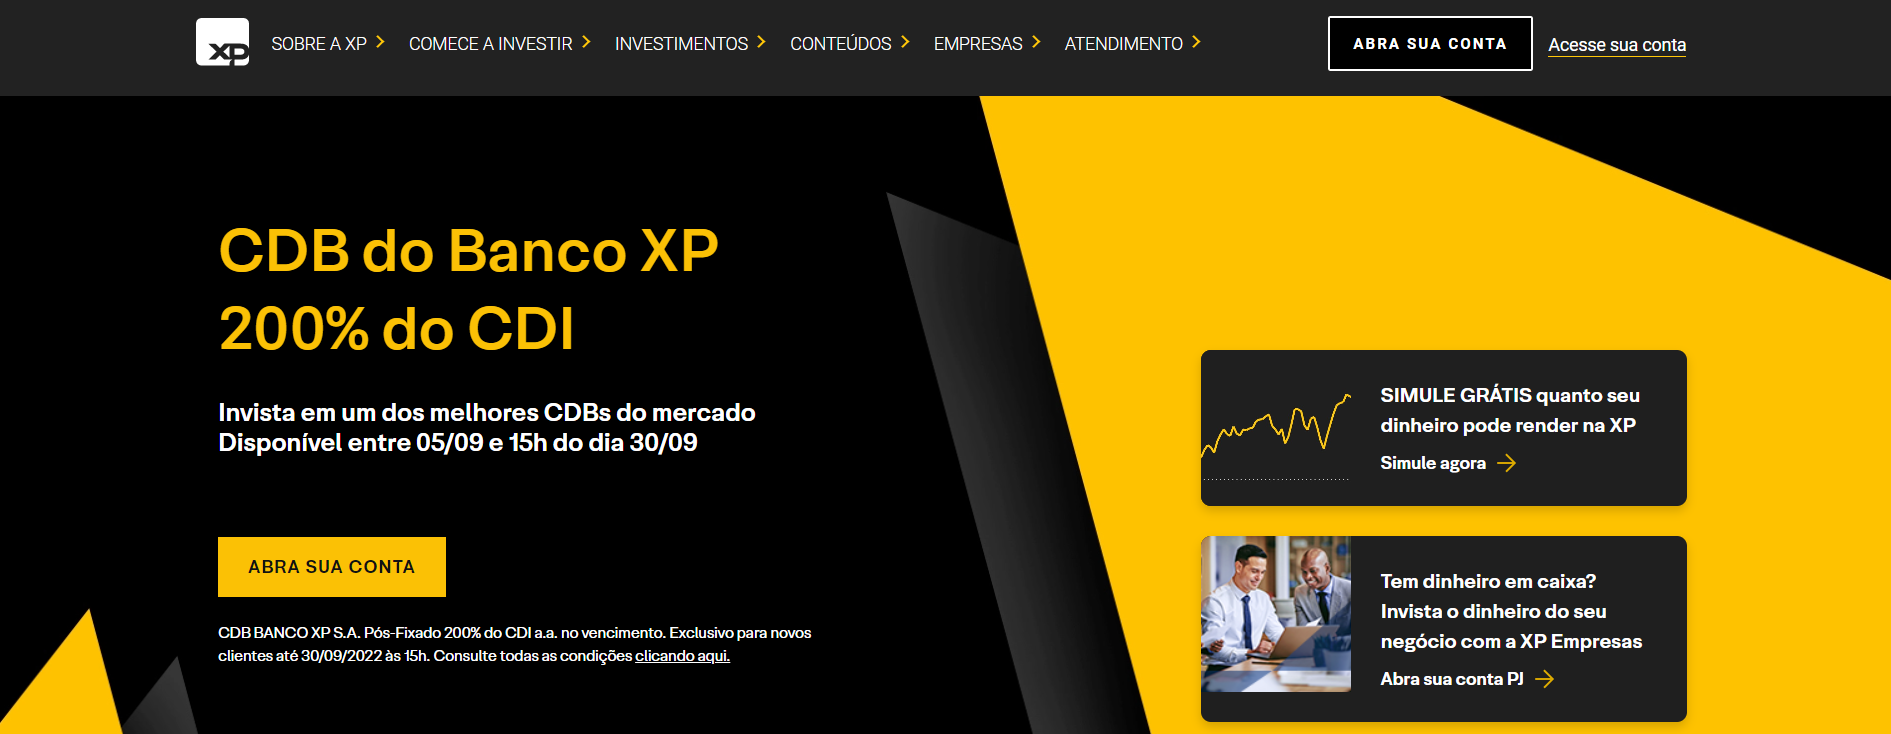 XP
SOBRE A XP
COMECE A INVESTIR
INVESTIMENTOS
CONTEÚDOS
EMPRESAS
ATENDIMENTO
ABRA SUA CONTA
Acesse sua conta
CDB do Banco XP
200% do CDI
Invista em um dos melhores CDBs do mercado
Disponível entre 05/09 e 15h do dia 30/09
ABRA SUA CONTA
CDB BANCO XP S.A. Pós-Fixado 200% do CDI a.a. no vencimento. Exclusivo para novos
clientes até 30/09/2022 às 15h. Consulte todas as condições clicando aqui.
SIMULE GRÁTIS quanto seu
dinheiro pode render na XP
Simule agora
Tem dinheiro em caixa?
Invista o dinheiro do seu
negócio com a XP Empresas
Abra sua conta PJ